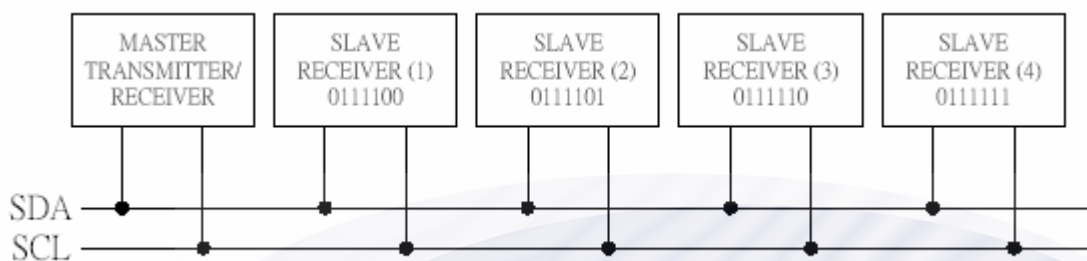 MASTER
TRANSMITTER/
RECEIVER
SLAVE
RECEIVER (1)
0111100
SLAVE
RECEIVER (2)
0111101
SLAVE
RECEIVER (3)
0111110
SLAVE
RECEIVER (4)
0111111
SDA
SCL